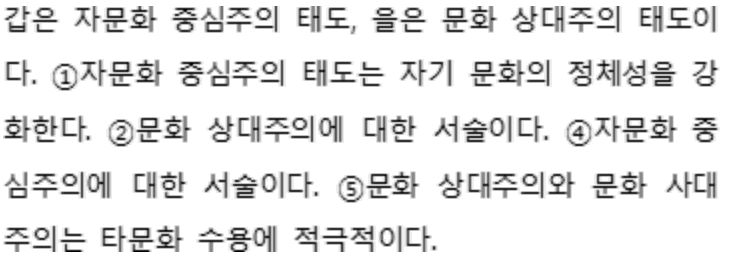 갑은 자문화 중심주의 태도, 을은 문화 상대주의 태도이
다. ①자문화 중심주의 태도는 자기 문화의 정체성을 강
화한다. ②문화 상대주의에 대한 서술이다. ④자문화 중
심주의에 대한 서술이다. ⑤문화 상대주의와 문화 사대
주의는 타문화 수용에 적극적이다.